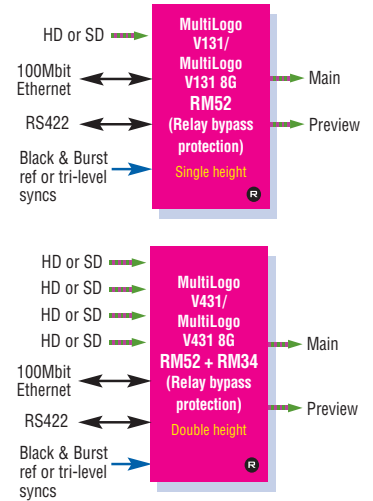 HD or SD
100Mbit
Ethernet
RS422
Black & Burst
ref or tri-level
syncs
MultiLogo
V131/
MultiLogo
V131 8G
RM52
(Relay bypass
protection)
Single height
R
Main
Preview
HD or SD
HD or SD
HD or SD
HD or SD
100Mbit
Ethernet
RS422
Black & Burst
ref or tri-level
syncs
MultiLogo
V431/
MultiLogo
V431 8G
RM52 + RM34
(Relay bypass
protection)
Double height
R
Main
Preview